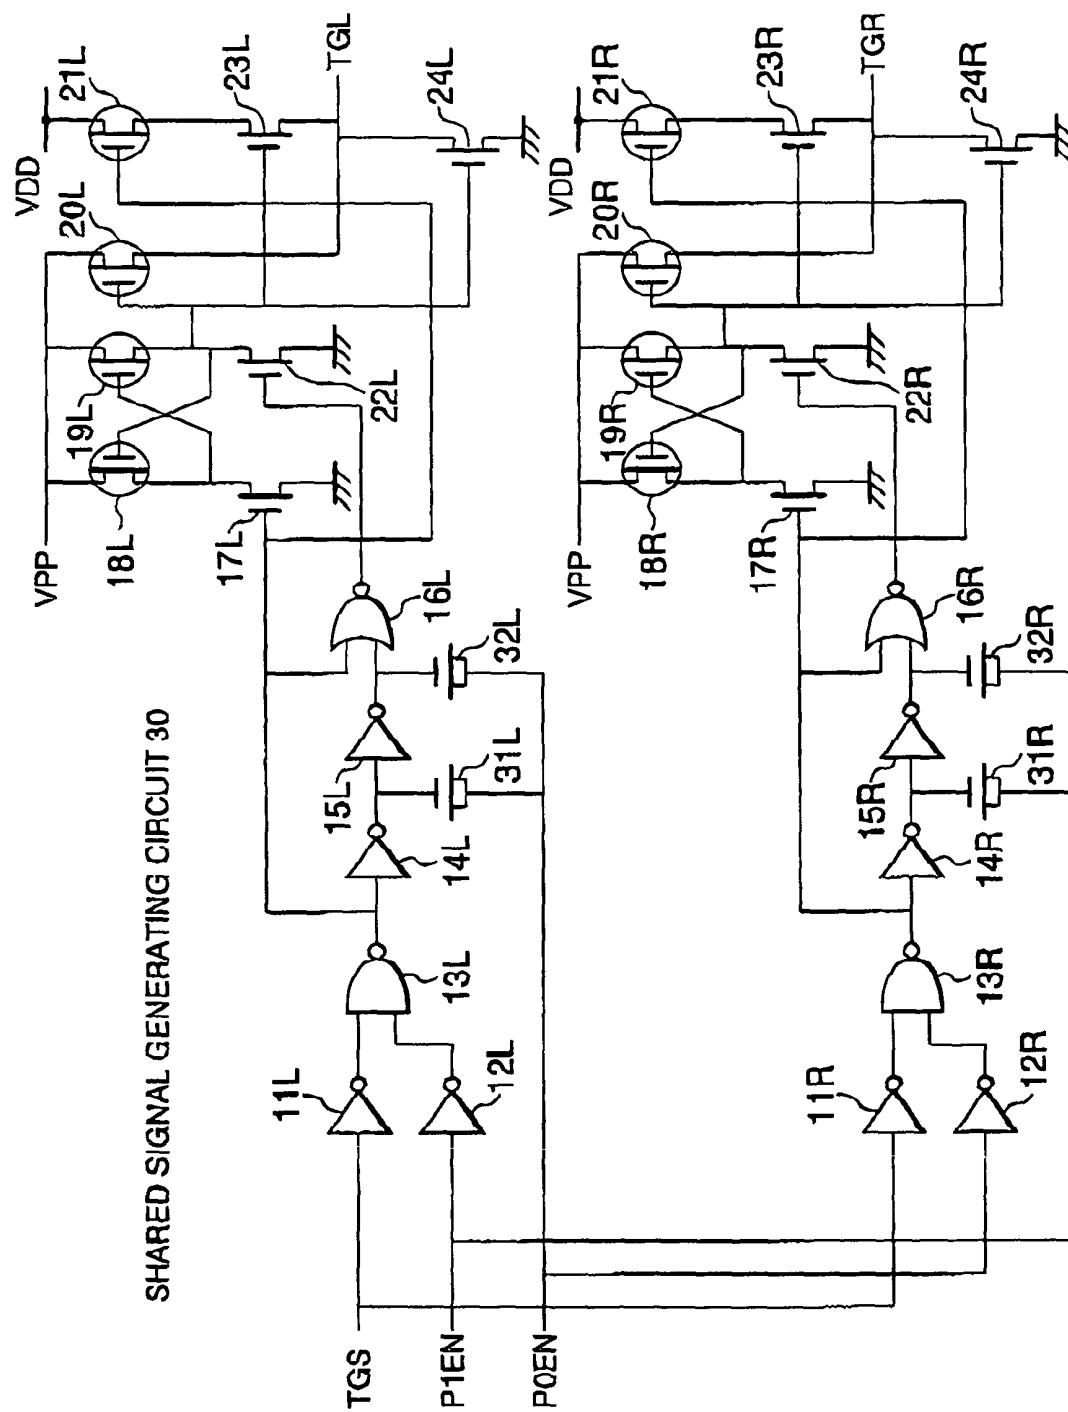 SHARED SIGNAL GENERATING CIRCUIT 30
TGS
P1EN
P0EN
11L
12L
13L
14L
15L
31L
32L
16L
VPP
17L
18L
19L
22L
VDD
20L
21L
23L
24L
TGL
11R
12R
13R
14R
15R
31R
32R
16R
VPP
17R
18R
19R
22R
VDD
20R
21R
23R
24R
TGR